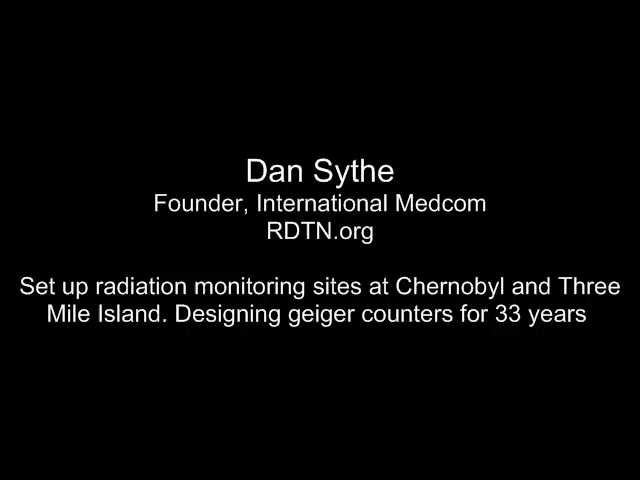 Dan Sythe
Founder, International Medcom
RDTN.org
Set up radiation monitoring sites at Chernobyl and Three
Mile Island. Designing geiger counters for 33 years